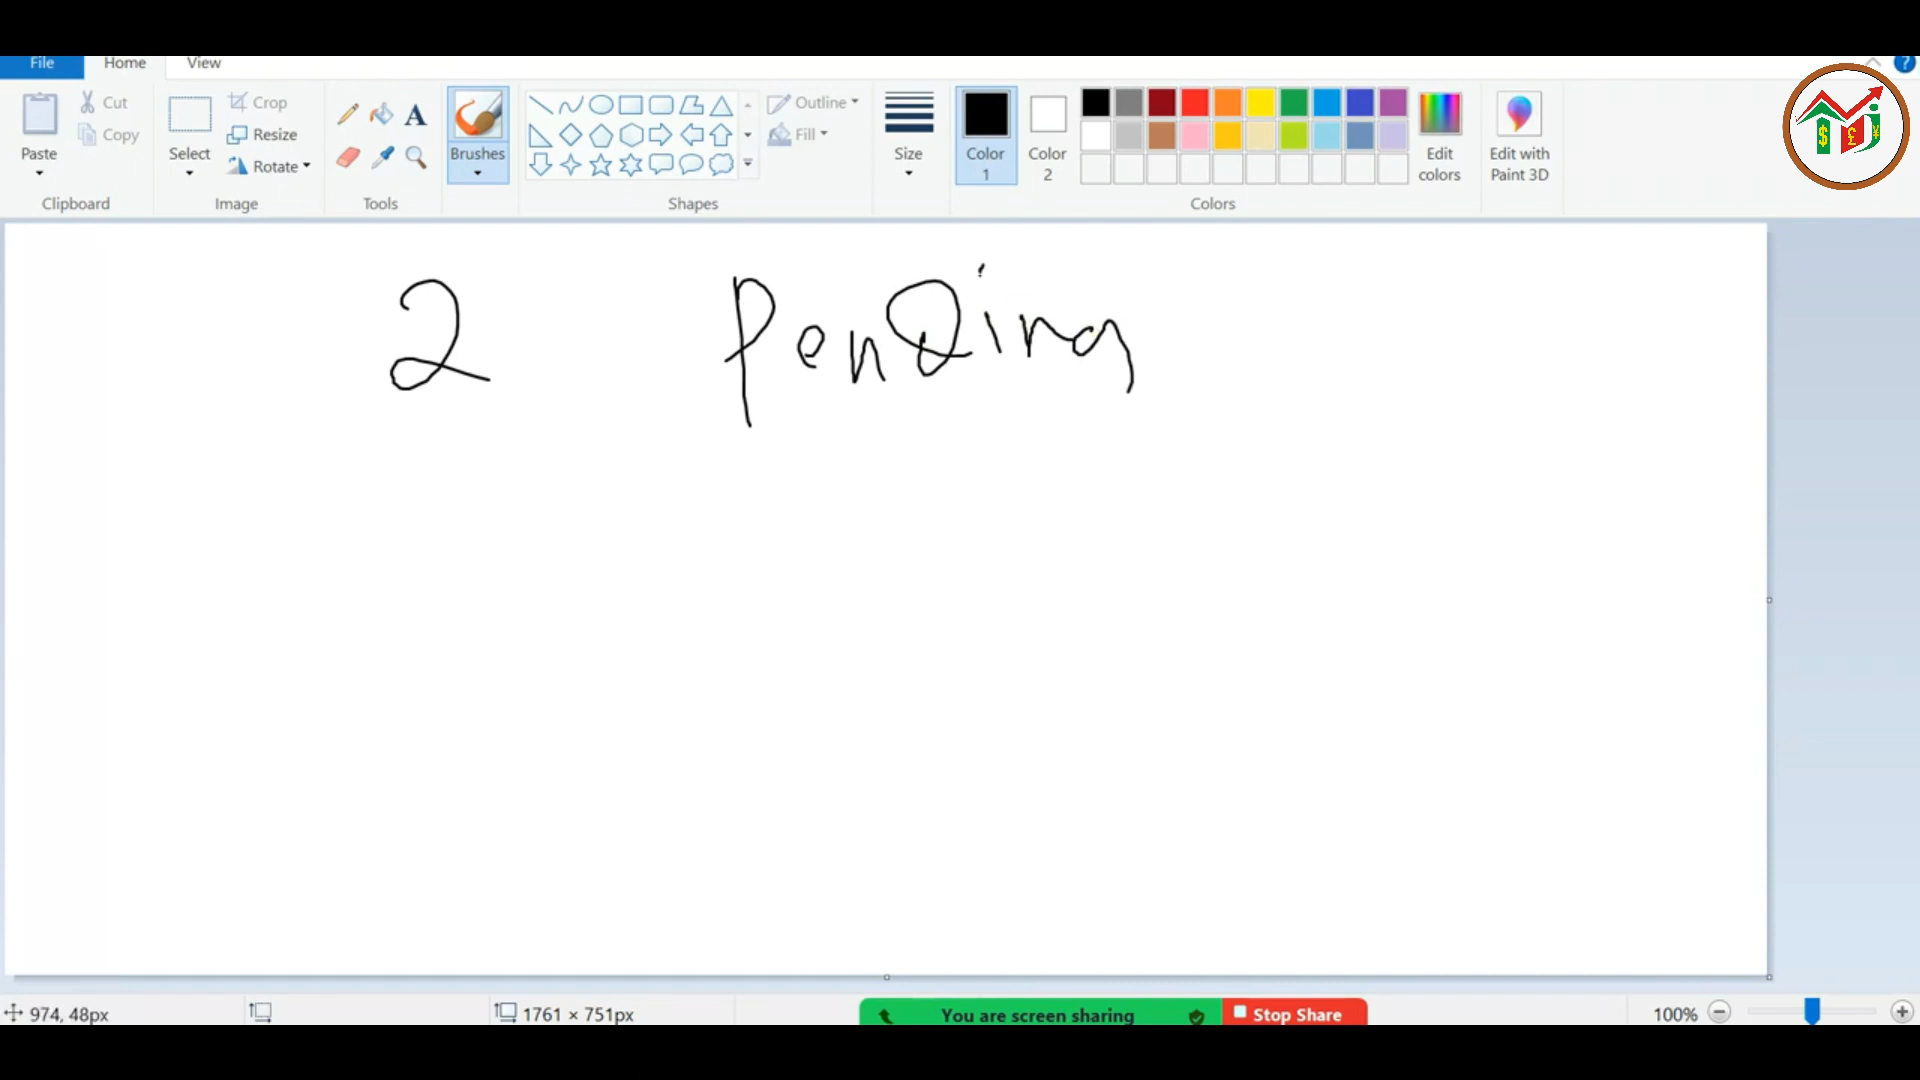 File Home View
Cut Crop Outline
Copy Resize Fill
Paste Select Rotate Brushes Size Color 1 Color 2 Edit colors Edit with Paint 3D
Clipboard Image Tools Shapes Colors
2 Pending
974, 48px 1761 × 751px You are screen sharing Stop Share 100%